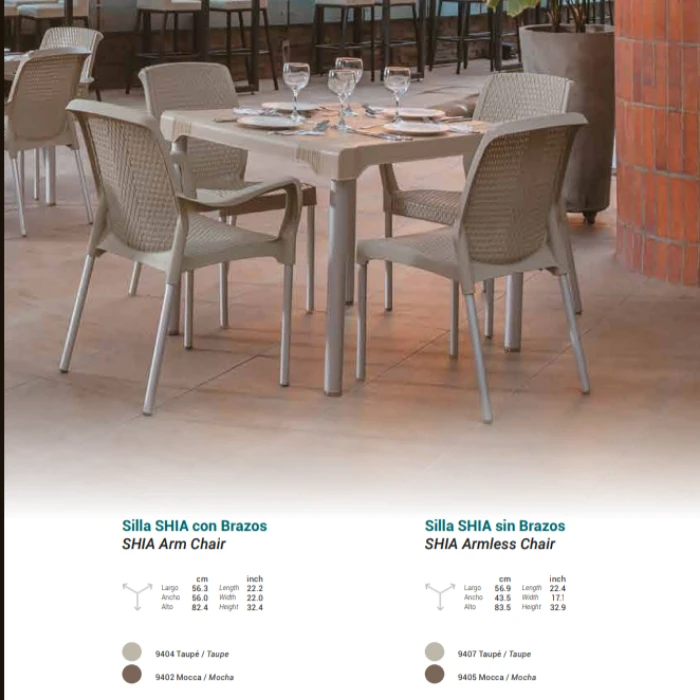 Silla SHIA con Brazos
SHIA Arm Chair
cm inch
Largo 56.3 Length 22.2
Ancho 56.0 Width 22.0
Alto 82.4 Height 32.4
9404 Taupé / Taupe
9402 Mocca / Mocha
Silla SHIA sin Brazos
SHIA Armless Chair
cm inch
Largo 56.9 Length 22.4
Ancho 43.5 Width 17.1
Alto 83.5 Height 32.9
9407 Taupé / Taupe
9405 Mocca / Mocha